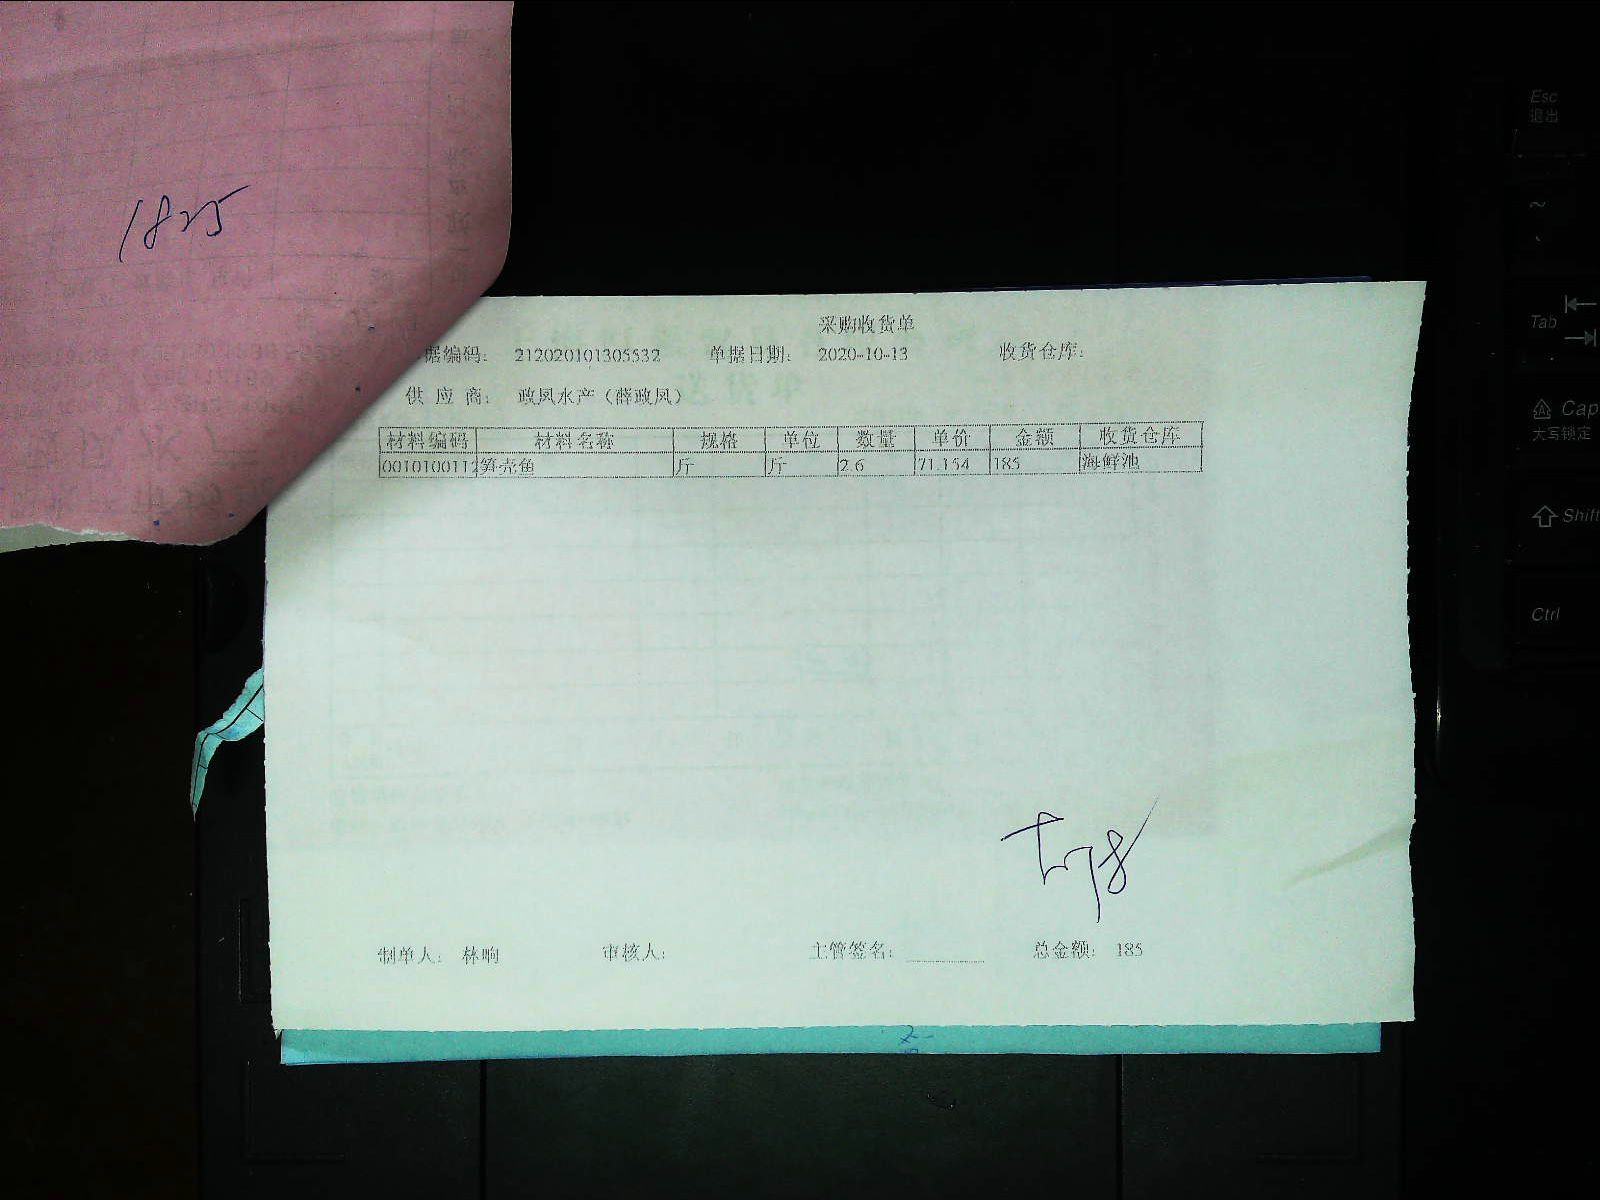 1825
采购收货单
据编码： 212020101305532 单据日期： 2020-10-13 收货仓库：
供 应 商： 政凤水产（薛政凤）
材料编码 材料名称 规格 单位 数量 单价 金额 收货仓库
0010100112 笋壳鱼 斤 斤 2.6 71.154 185 海鲜池
制单人： 林晌 审核人： 主管签名： 总金额： 185
Esc
退出
~
Tab
Cap
大写锁定
Shift
Ctrl